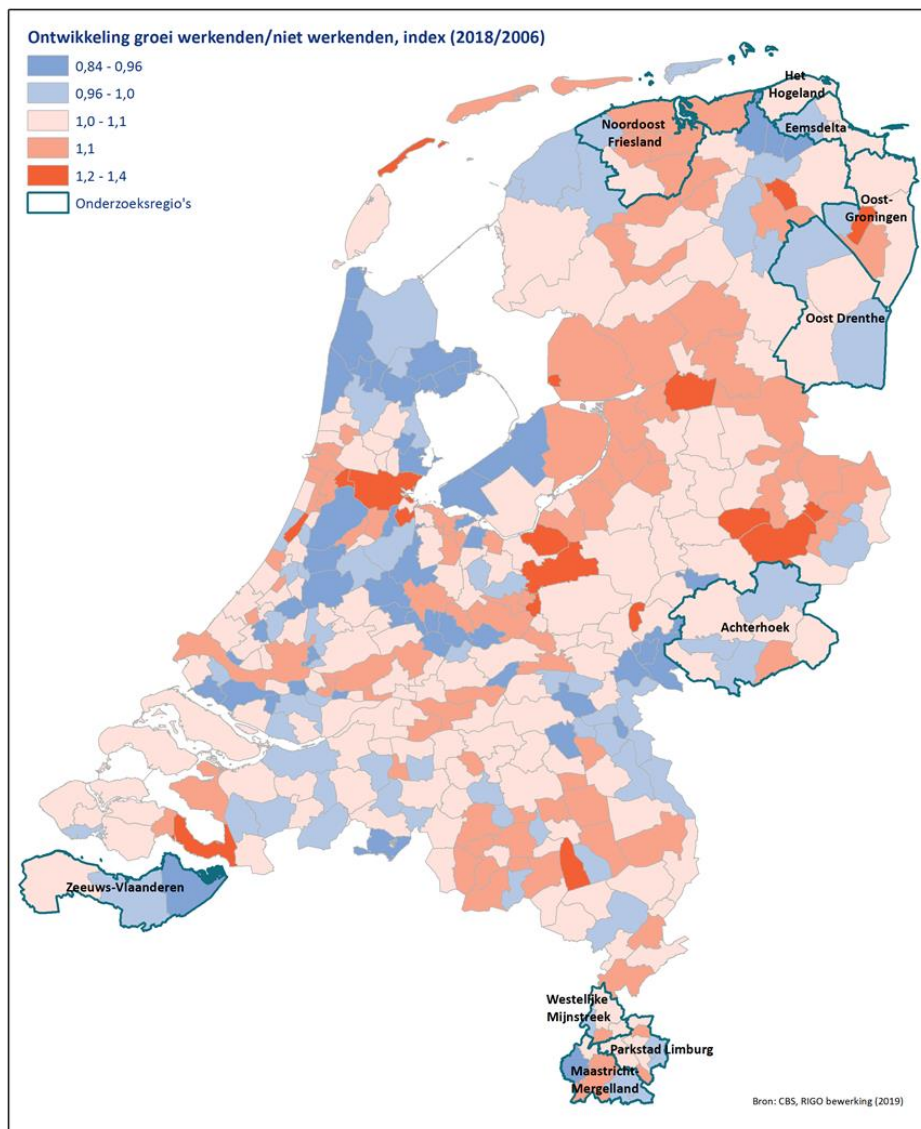 Ontwikkeling groei werkenden/niet werkenden, index (2018/2006)
0,84 - 0,96
0,96 - 1,0
1,0 - 1,1
1,1
1,2 - 1,4
Onderzoeksregio's
Het
Hogeland
Noordoost
Friesland
Eemsdelta
Oost-
Groningen
Oost Drenthe
Achterhoek
Zeeuws-Vlaanderen
Westelijke
Mijnstreek
Parkstad Limburg
Maastricht-
Mergelland
Bron: CBS, RIGO bewerking (2019)